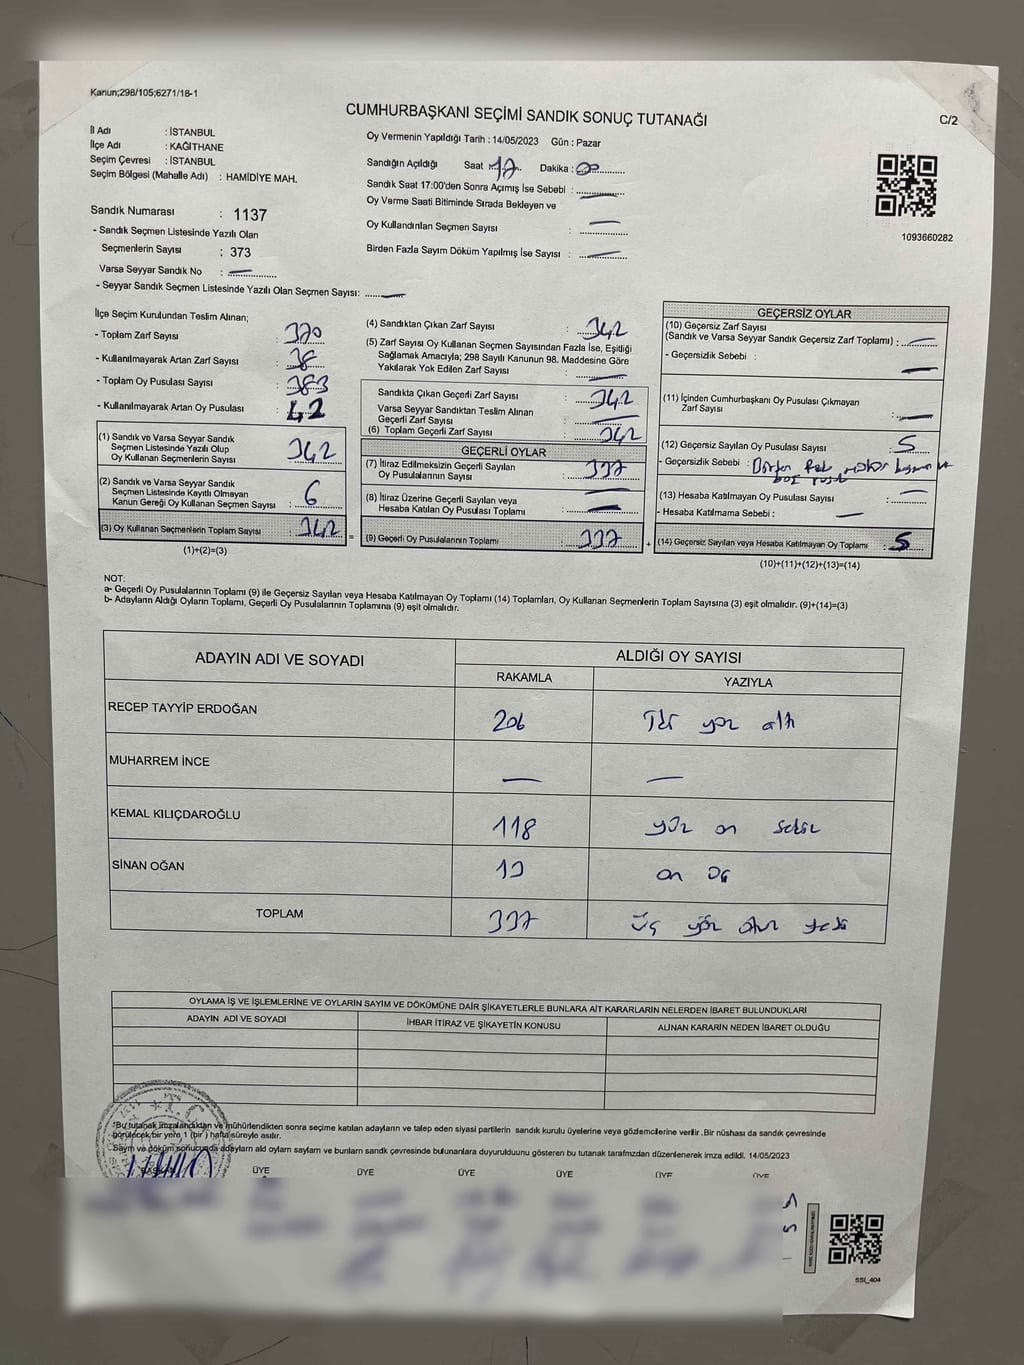 Kanun;298/105;6271/18-1
CUMHURBAŞKANI SEÇİMİ SANDIK SONUÇ TUTANAĞI
C/2
İl Adı : İSTANBUL
İlçe Adı : KAĞITHANE
Seçim Çevresi : İSTANBUL
Seçim Bölgesi (Mahalle Adı) : HAMİDİYE MAH.
Sandık Numarası : 1137
- Sandık Seçmen Listesinde Yazılı Olan
Seçmenlerin Sayısı : 373
Varsa Seyyar Sandık No : —
- Seyyar Sandık Seçmen Listesinde Yazılı Olan Seçmen Sayısı: —
Oy Vermenin Yapıldığı Tarih : 14/05/2023 Gün : Pazar
Sandığın Açıldığı Saat 17 Dakika : 00
Sandık Saat 17:00'den Sonra Açımış İse Sebebi : —
Oy Verme Saati Bitiminde Sırada Bekleyen ve
Oy Kullandırılan Seçmen Sayısı : —
Birden Fazla Sayım Döküm Yapılmış İse Sayısı : —
1093660282
İlçe Seçim Kurulundan Teslim Alınan;
- Toplam Zarf Sayısı : 370
- Kullanılmayarak Artan Zarf Sayısı : 38
- Toplam Oy Pusulası Sayısı : 383
- Kullanılmayarak Artan Oy Pusulası : 42
(1) Sandık ve Varsa Seyyar Sandık
Seçmen Listesinde Yazılı Olup
Oy Kullanan Seçmenlerin Sayısı : 342
(2) Sandık ve Varsa Seyyar Sandık
Seçmen Listesinde Kayıtlı Olmayan
Kanun Gereği Oy Kullanan Seçmen Sayısı : 6
(3) Oy Kullanan Seçmenlerin Toplam Sayısı : 342 =
(1)+(2)=(3)
(4) Sandıktan Çıkan Zarf Sayısı : 342
(5) Zarf Sayısı Oy Kullanan Seçmen Sayısından Fazla İse, Eşitliği
Sağlamak Amacıyla; 298 Sayılı Kanunun 98. Maddesine Göre
Yakılarak Yok Edilen Zarf Sayısı : —
Sandıkta Çıkan Geçerli Zarf Sayısı : 342
Varsa Seyyar Sandıktan Teslim Alınan
Geçerli Zarf Sayısı : —
(6) Toplam Geçerli Zarf Sayısı : 342
GEÇERLİ OYLAR
(7) İtiraz Edilmeksizin Geçerli Sayılan
Oy Pusulalarının Sayısı : 337
(8) İtiraz Üzerine Geçerli Sayılan veya
Hesaba Katılan Oy Pusulası Toplamı : —
(9) Geçerli Oy Pusulalarının Toplamı : 337 +
GEÇERSİZ OYLAR
(10) Geçersiz Zarf Sayısı
(Sandık ve Varsa Seyyar Sandık Geçersiz Zarf Toplamı) : —
- Geçersizlik Sebebi : —
(11) İçinden Cumhurbaşkanı Oy Pusulası Çıkmayan
Zarf Sayısı : —
(12) Geçersiz Sayılan Oy Pusulası Sayısı : 5
- Geçersizlik Sebebi :
(13) Hesaba Katılmayan Oy Pusulası Sayısı : —
- Hesaba Katılmama Sebebi : —
(14) Geçersiz Sayılan veya Hesaba Katılmayan Oy Toplamı : 5
(10)+(11)+(12)+(13)=(14)
NOT:
a- Geçerli Oy Pusulalarının Toplamı (9) ile Geçersiz Sayılan veya Hesaba Katılmayan Oy Toplamı (14) Toplamları, Oy Kullanan Seçmenlerin Toplam Sayısına (3) eşit olmalıdır. (9)+(14)=(3)
b- Adayların Aldığı Oyların Toplamı, Geçerli Oy Pusulalarının Toplamına (9) eşit olmalıdır.
ADAYIN ADI VE SOYADI ALDIĞI OY SAYISI
RAKAMLA YAZIYLA
RECEP TAYYİP ERDOĞAN 206 yüz altı
MUHARREM İNCE — —
KEMAL KILIÇDAROĞLU 118 yüz on sekiz
SİNAN OĞAN 13 on üç
TOPLAM 337 üç yüz otuz yedi
OYLAMA İŞ VE İŞLEMLERİNE VE OYLARIN SAYIM VE DÖKÜMÜNE DAİR ŞİKAYETLERLE BUNLARA AİT KARARLARIN NELERDEN İBARET BULUNDUKLARI
ADAYIN ADI VE SOYADI İHBAR İTİRAZ VE ŞİKAYETİN KONUSU ALINAN KARARIN NEDEN İBARET OLDUĞU
"Bu tutanak imzalandıktan ve mühürlendikten sonra seçime katılan adayların ve talep eden siyasi partilerin sandık kurulu üyelerine veya gözlemcilerine verilir .Bir nüshası da sandık çevresinde
görülecek bir yere 1 (bir ) hafta süreyle asılır.
Sayım ve döküm sonucunda adayların aldı oyların sayların ve bunların sandık çevresinde bulunanlara duyurulduunu gösteren bu tutanak tarafımızdan düzenlenerek imza edildi. 14/05/2023
BAŞKAN ÜYE ÜYE ÜYE ÜYE ÜYE ÜYE
SSI_404